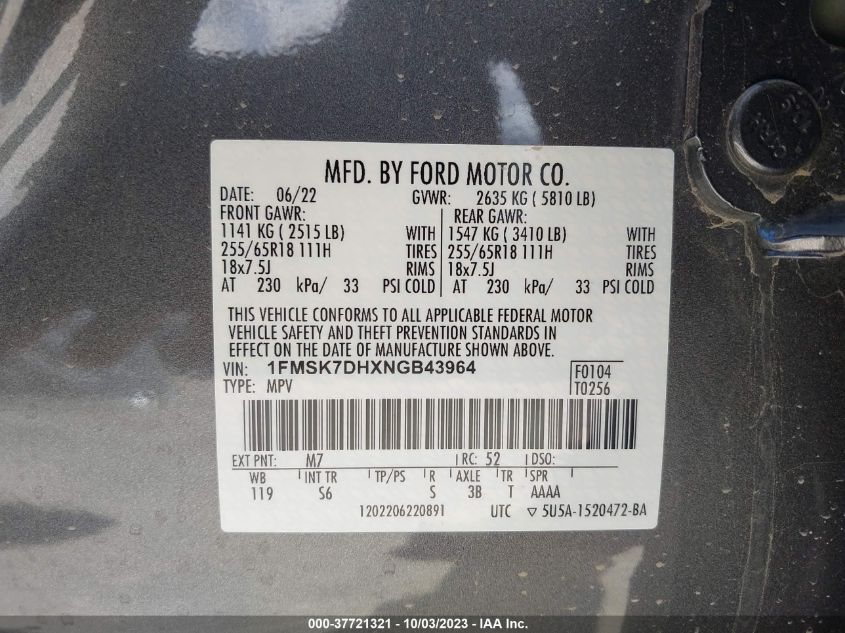 MFD. BY FORD MOTOR CO.
DATE: 06/22 GVWR: 2635 KG ( 5810 LB)
FRONT GAWR: REAR GAWR:
1141 KG ( 2515 LB) WITH 1547 KG ( 3410 LB) WITH
255/65R18 111H TIRES 255/65R18 111H TIRES
18x7.5J RIMS 18x7.5J RIMS
AT 230 kPa/ 33 PSI COLD AT 230 kPa/ 33 PSI COLD
THIS VEHICLE CONFORMS TO ALL APPLICABLE FEDERAL MOTOR
VEHICLE SAFETY AND THEFT PREVENTION STANDARDS IN
EFFECT ON THE DATE OF MANUFACTURE SHOWN ABOVE.
VIN: 1FMSK7DHXNGB43964 F0104
TYPE: MPV T0256
EXT PNT: M7 RC: 52 DSO:
WB INT TR TP/PS R AXLE TR SPR
119 S6 S 3B T AAAA
1202206220891 UTC ▽ 5U5A-1520472-BA
000-37721321 - 10/03/2023 - IAA Inc.